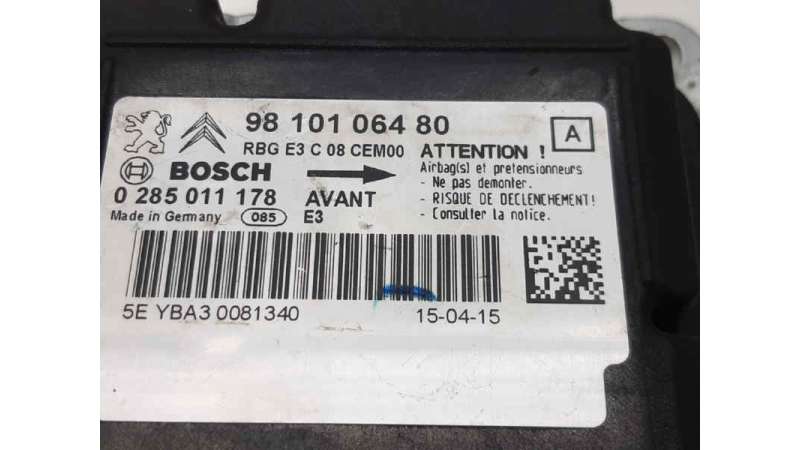 98 101 064 80
A
RBG E3 C 08 CEM00
BOSCH
0 285 011 178
AVANT
Made in Germany
085
E3
ATTENTION !
Airbag(s) et pretensionneurs
- Ne pas demonter.
- RISQUE DE DECLENCHEMENT!
- Consulter la notice.
5E YBA3 0081340
15-04-15